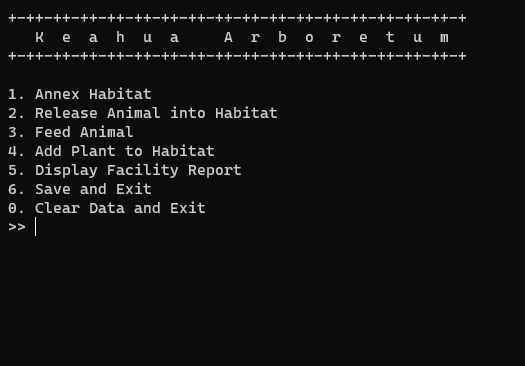 +-++-++-++-++-++-++-++-++-++-++-++-++-++-++-++-++-+
K e a h u a   A r b o r e t u m
+-++-++-++-++-++-++-++-++-++-++-++-++-++-++-++-++-+
1. Annex Habitat
2. Release Animal into Habitat
3. Feed Animal
4. Add Plant to Habitat
5. Display Facility Report
6. Save and Exit
0. Clear Data and Exit
>>